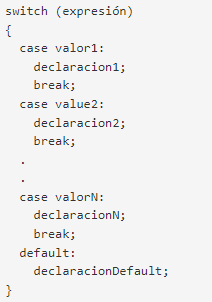 switch (expresión)
{
  case valor1:
    declaracion1;
    break;
  case value2:
    declaracion2;
    break;
  .
  .
  case valorN:
    declaracionN;
    break;
  default:
    declaracionDefault;
}